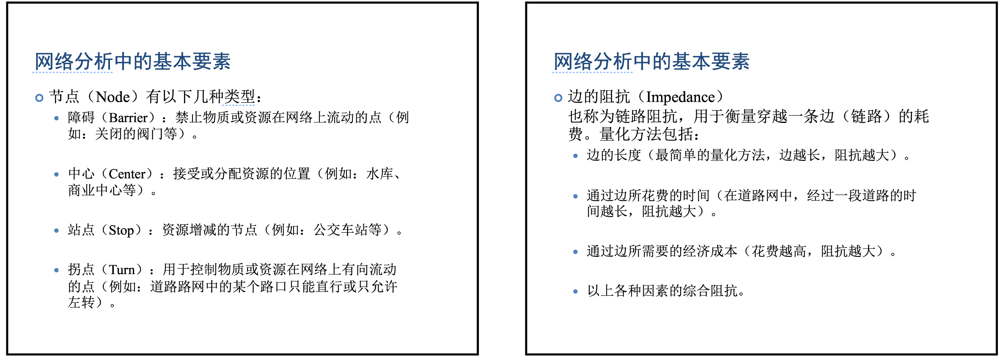 网络分析中的基本要素
节点（Node）有以下几种类型：
障碍（Barrier）：禁止物质或资源在网络上流动的点（例
如：关闭的阀门等）。
中心（Center）：接受或分配资源的位置（例如：水库、
商业中心等）。
站点（Stop）：资源增减的节点（例如：公交车站等）。
拐点（Turn）：用于控制物质或资源在网络上有向流动
的点（例如：道路路网中的某个路口只能直行或只允许
左转）。
网络分析中的基本要素
边的阻抗（Impedance）
也称为链路阻抗，用于衡量穿越一条边（链路）的耗
费。量化方法包括：
边的长度（最简单的量化方法，边越长，阻抗越大）。
通过边所花费的时间（在道路网中，经过一段道路的时
间越长，阻抗越大）。
通过边所需要的经济成本（花费越高，阻抗越大）。
以上各种因素的综合阻抗。